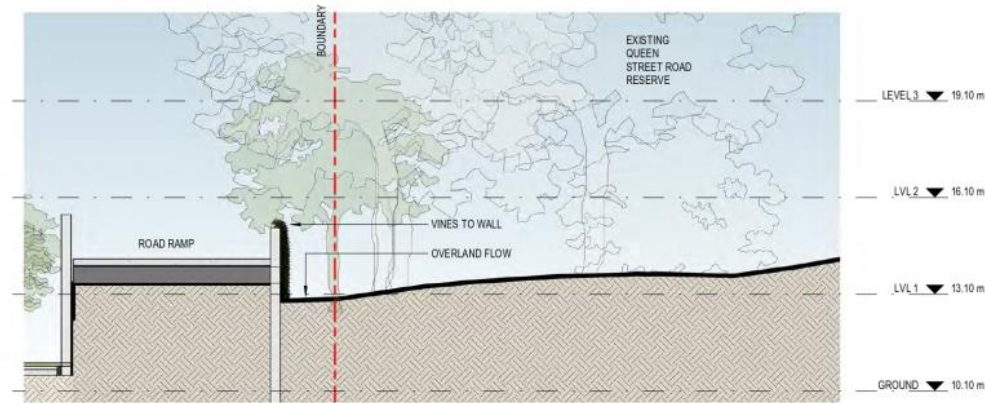 BOUNDARY
EXISTING
QUEEN
STREET ROAD
RESERVE
LEVEL 3 19.10 m
LVL 2 16.10 m
VINES TO WALL
ROAD RAMP
OVERLAND FLOW
LVL 1 13.10 m
GROUND 10.10 m